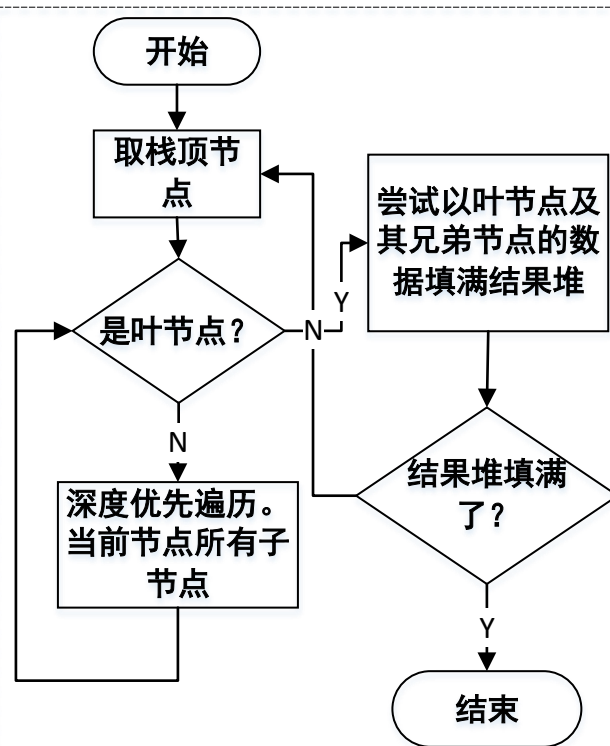 开始
取栈顶节
点
是叶节点？
Y
N
N
深度优先遍历。
当前节点所有子
节点
尝试以叶节点及
其兄弟节点的数
据填满结果堆
结果堆填满
了？
Y
结束